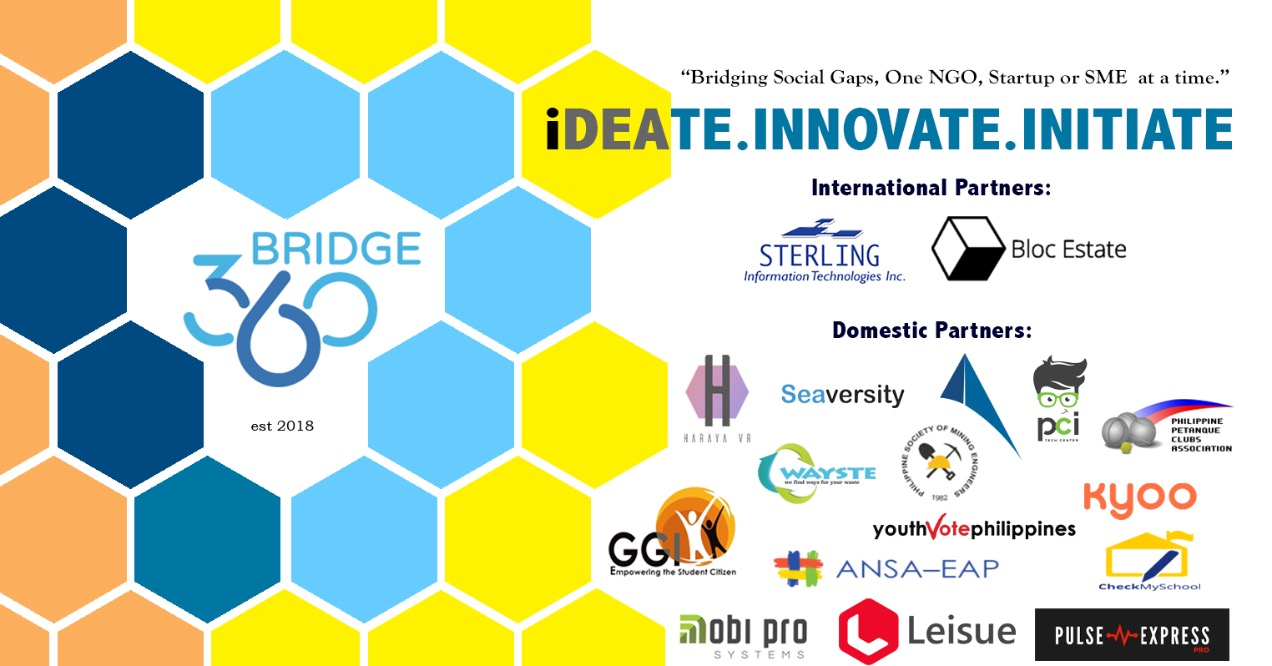 “Bridging Social Gaps, One NGO, Startup or SME at a time.”
iDEATE.INNOVATE.INITIATE
International Partners:
BRIDGE
360
est 2018
STERLING
Information Technologies Inc.
Bloc Estate
Domestic Partners:
H
HARAYA VR
Seaversity
pci
TECH CENTER
PHILIPPINE
PETANQUE
CLUBS
ASSOCIATION
WAYSTE
we find ways for your waste
PHILIPPINE SOCIETY OF MINING ENGINEERS
1982
KYOO
GGI
Empowering the Student Citizen
youthVotephilippines
ANSA–EAP
CheckMySchool
mobi pro
SYSTEMS
Leisue
PULSE EXPRESS
PRO